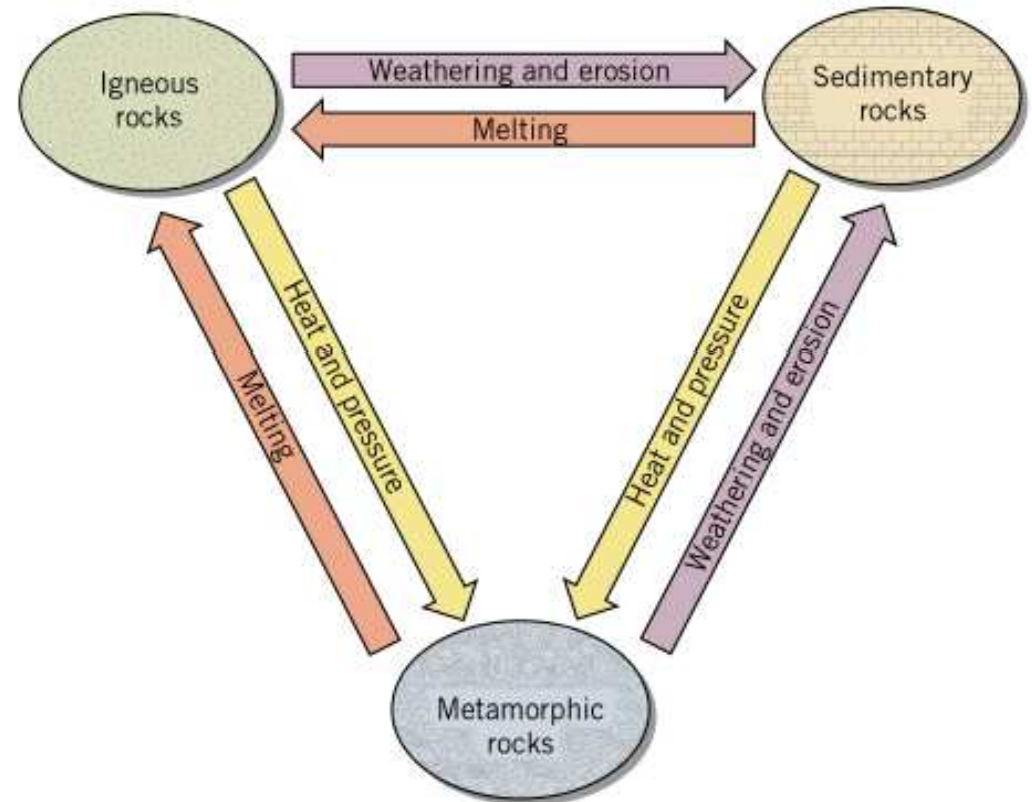 Igneous
rocks
Weathering and erosion
Sedimentary
rocks
Melting
Heat and pressure
Melting
Heat and pressure
Weathering and erosion
Metamorphic
rocks